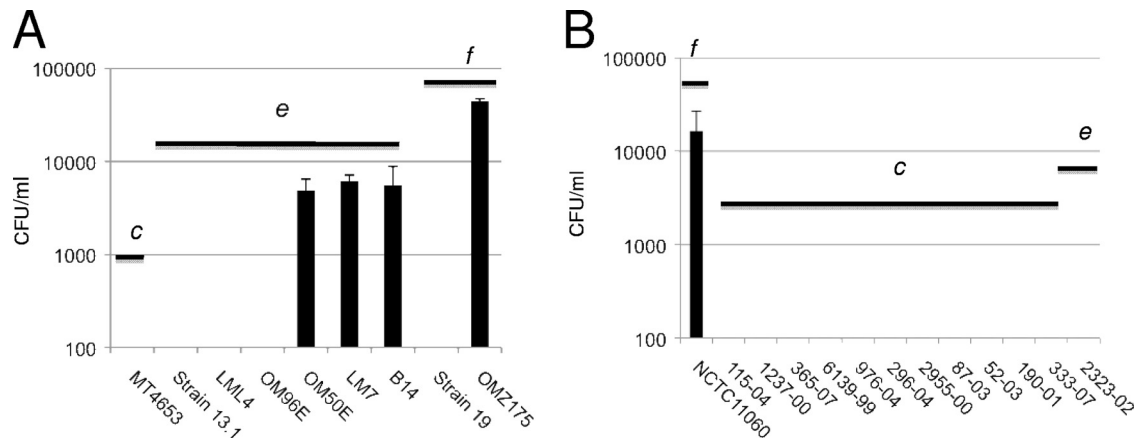 A
B
f
100000
e
10000
CFU/ml
c
1000
100
MT4653
Strain 13.1
LML4
OM96E
OM50E
LM7
B14
Strain 19
OMZ175
f
100000
e
10000
c
CFU/ml
1000
100
NCTC11060
115-04
1237-00
365-07
6139-99
976-04
296-04
2955-00
87-03
52-03
190-01
333-07
2323-02